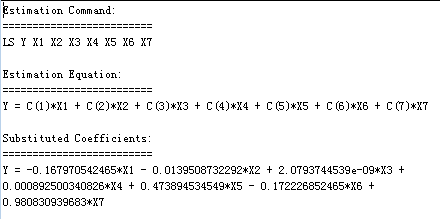 Estimation Command:
=========================
LS Y X1 X2 X3 X4 X5 X6 X7
Estimation Equation:
=========================
Y = C(1)*X1 + C(2)*X2 + C(3)*X3 + C(4)*X4 + C(5)*X5 + C(6)*X6 + C(7)*X7
Substituted Coefficients:
=========================
Y = -0.167970542465*X1 - 0.0139508732292*X2 + 2.0793744539e-09*X3 +
0.000892500340826*X4 + 0.473894534549*X5 - 0.172226852465*X6 +
0.980830939683*X7